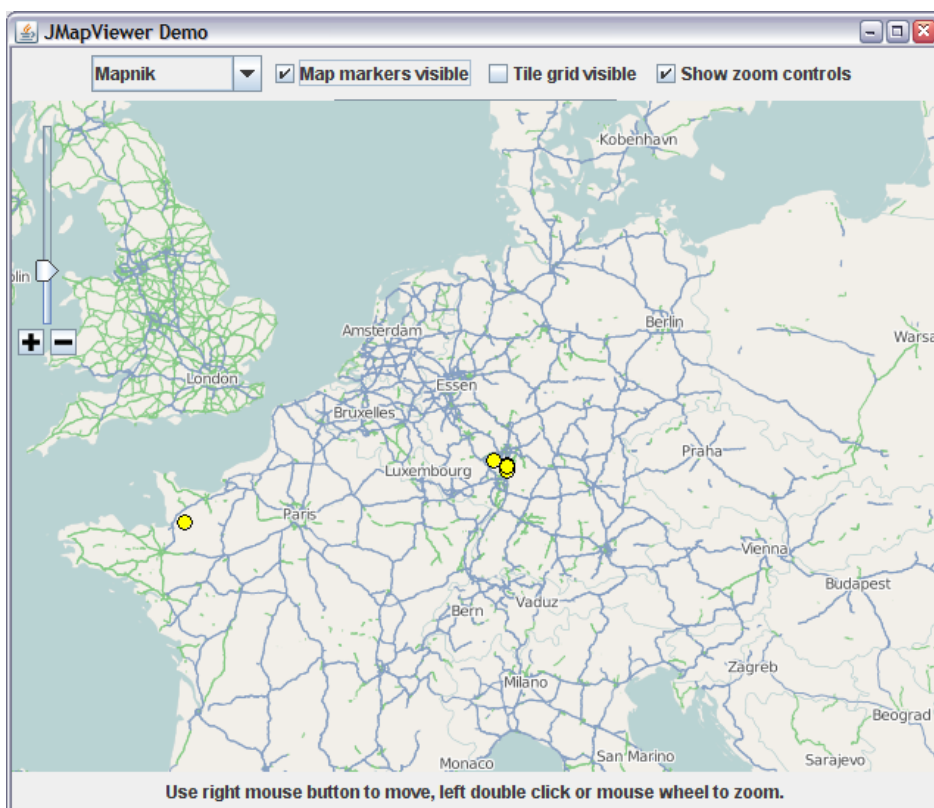 JMapViewer Demo
Mapnik Map markers visible Tile grid visible Show zoom controls
Kobenhavn
Berlin
Amsterdam
Warsa
London
Essen
Bruxelles
Praha
Luxembourg
Paris
Vienna
Budapest
Bern
Vaduz
Zagreb
Milano
Beograd
San Marino
Monaco
Sarajevo
Use right mouse button to move, left double click or mouse wheel to zoom.